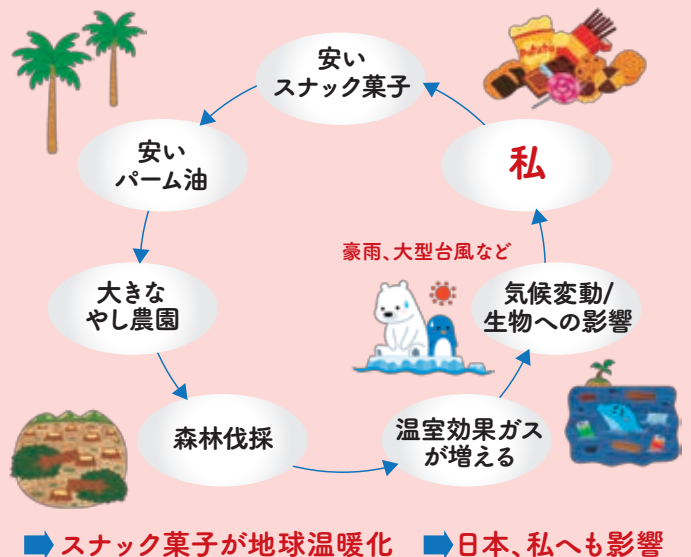 安い
スナック菓子
Potato
私
安い
パーム油
豪雨、大型台風など
大きな
やし農園
気候変動/
生物への影響
森林伐採
温室効果ガス
が増える
スナック菓子が地球温暖化
日本、私へも影響